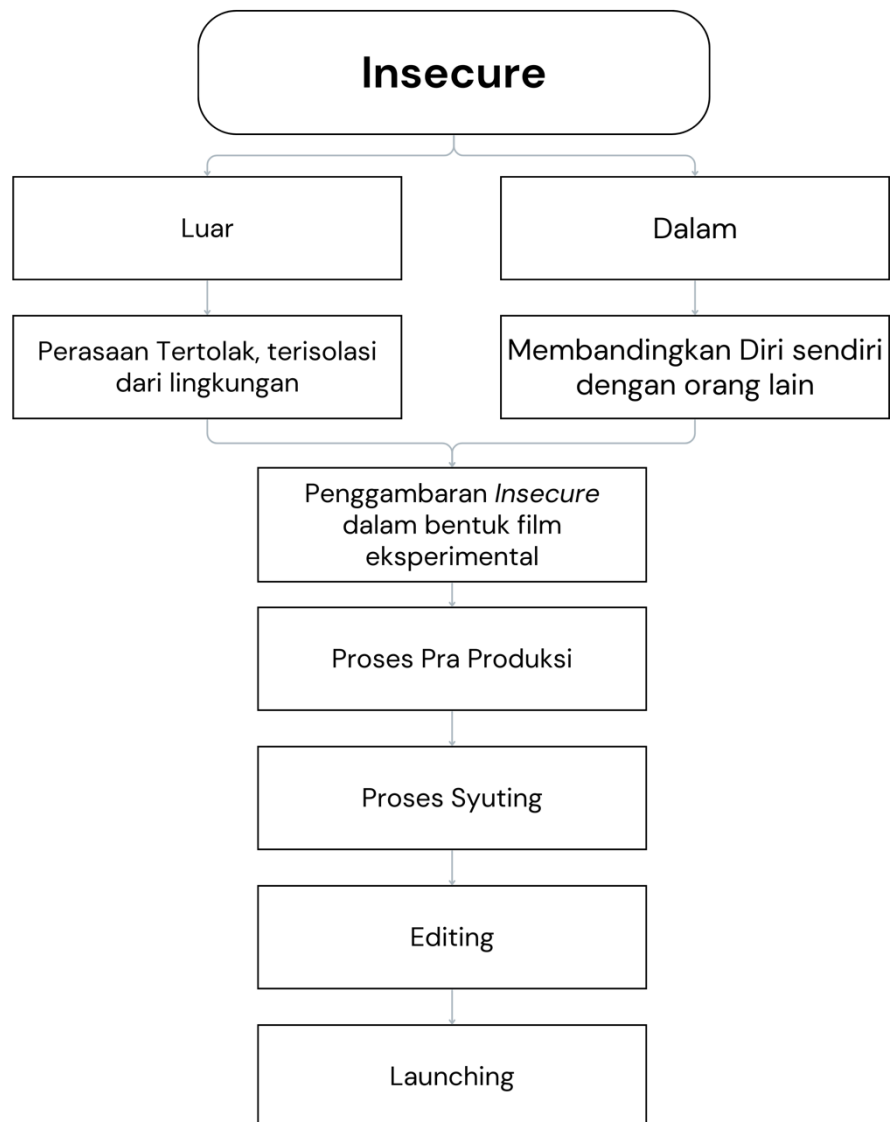 Insecure
Luar
Dalam
Perasaan Tertolak, terisolasi
dari lingkungan
Membandingkan Diri sendiri
dengan orang lain
Penggambaran Insecure
dalam bentuk film
eksperimental
Proses Pra Produksi
Proses Syuting
Editing
Launching